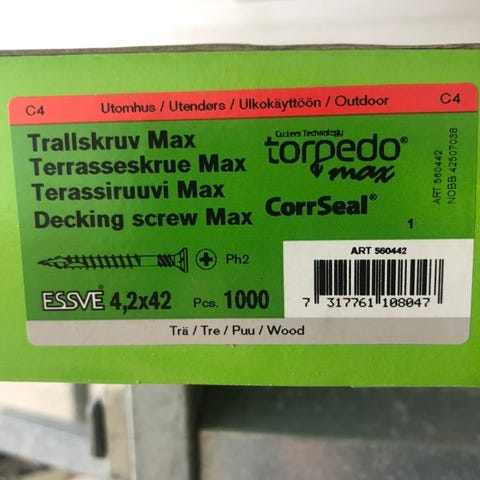 C4 Utomhus / Utendørs / Ulkokäyttöön / Outdoor C4
Trallskruv Max
Terrasseskrue Max
Terassiruuvi Max
Decking screw Max
Cutters Technology
torpedo®
max
CorrSeal®
1
ART 560442
NOBB 42507038
Ph2
ESSVE 4,2x42 Pcs. 1000
ART 560442
7 317761 108047
Trä / Tre / Puu / Wood